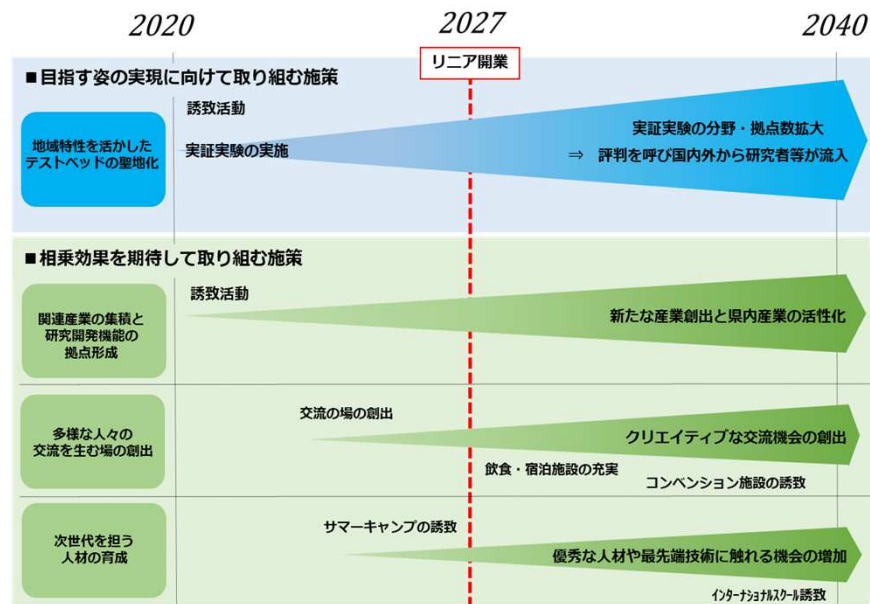 2020
2027
2040
リニア開業
■目指す姿の実現に向けて取り組む施策
地域特性を活かした
テストベッドの聖地化
誘致活動
実証実験の実施
実証実験の分野・拠点数拡大
⇒ 評判を呼び国内外から研究者等が流入
■相乗効果を期待して取り組む施策
関連産業の集積と
研究開発機能の
拠点形成
誘致活動
新たな産業創出と県内産業の活性化
多様な人々の
交流を生む場の創出
交流の場の創出
クリエイティブな交流機会の創出
飲食・宿泊施設の充実
コンベンション施設の誘致
次世代を担う
人材の育成
サマーキャンプの誘致
優秀な人材や最先端技術に触れる機会の増加
インターナショナルスクール誘致